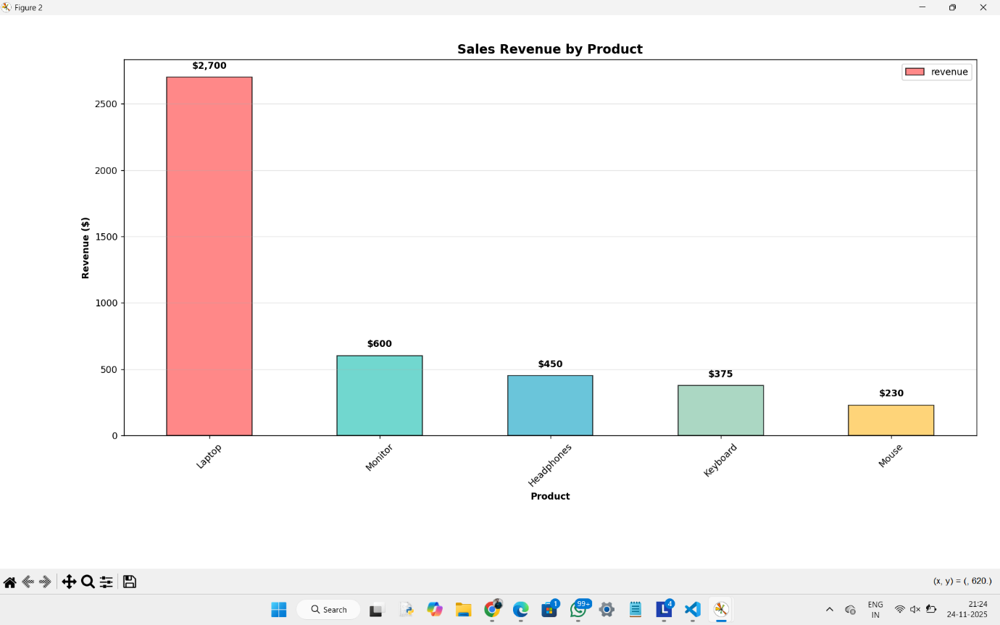 Figure 2
Sales Revenue by Product
$2,700
revenue
2500
2000
1500
1000
500
0
Revenue ($)
$600
$450
$375
$230
Laptop
Monitor
Headphones
Keyboard
Mouse
Product
(x, y) = (, 620.)
Search
1
99+
L
4
ENG
IN
21:24
24-11-2025